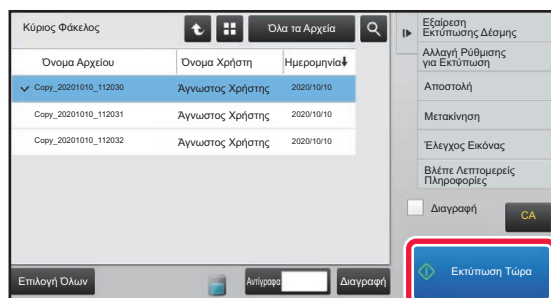 Κύριος Φάκελος
Όλα τα Αρχεία
Όνομα Αρχείου Όνομα Χρήστη Ημερομηνία
Copy_20201010_112030 Άγνωστος Χρήστης 2020/10/10
Copy_20201010_112031 Άγνωστος Χρήστης 2020/10/10
Copy_20201010_112032 Άγνωστος Χρήστης 2020/10/10
Επιλογή Όλων
Αντίγραφα
Διαγραφή
Εξαίρεση
Εκτύπωσης Δέσμης
Αλλαγή Ρύθμισης
για Εκτύπωση
Αποστολή
Μετακίνηση
Έλεγχος Εικόνας
Βλέπε Λεπτομερείς
Πληροφορίες
Διαγραφή
CA
Εκτύπωση Τώρα